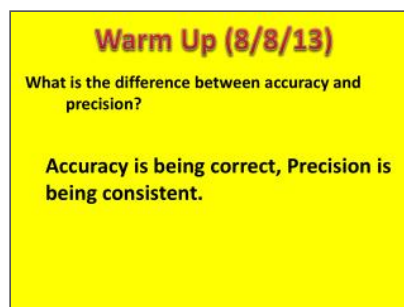 Warm Up (8/8/13)
What is the difference between accuracy and
precision?
Accuracy is being correct, Precision is
being consistent.